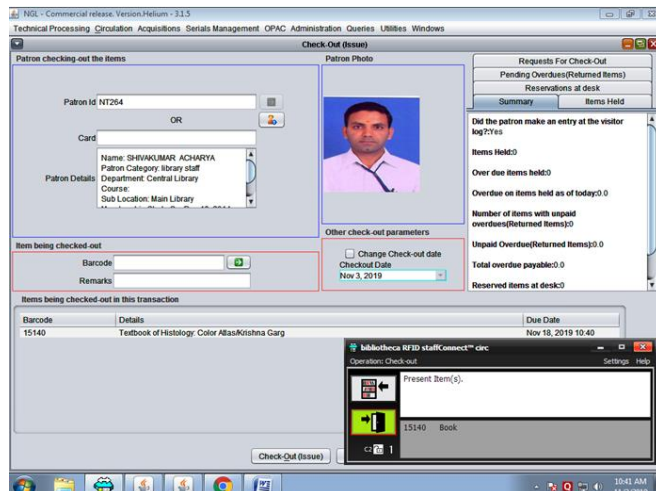 NGL - Commercial release. Version.Helium - 3.1.5
Technical Processing Circulation Acquisitions Serials Management OPAC Administration Queries Utilities Windows
Check-Out (Issue)
Patron checking-out the items
Patron Id NT264
OR
Card
Patron Details
Name: SHIVAKUMAR ACHARYA
Patron Category: library staff
Department: Central Library
Course:
Sub Location: Main Library
Patron Photo
Requests For Check-Out
Pending Overdues(Returned Items)
Reservations at desk
Summary Items Held
Did the patron make an entry at the visitor
log?:Yes
Items Held:0
Over due items held:0
Overdue on items held as of today:0.0
Number of items with unpaid
overdues(Returned Items):0
Unpaid Overdue(Returned Items):0.0
Total overdue payable:0.0
Reserved items at desk:0
Item being checked-out
Barcode
Remarks
Other check-out parameters
Change Check-out date
Checkout Date
Nov 3, 2019
Items being checked-out in this transaction
Barcode Details Due Date
15140 Textbook of Histology: Color Atlas/Krishna Garg Nov 18, 2019 10:40
bibliotheca RFID staffConnect™ circ
Operation: Check-out Settings Help
Present Item(s).
15140 Book
1
Check-Out (Issue)
10:41 AM